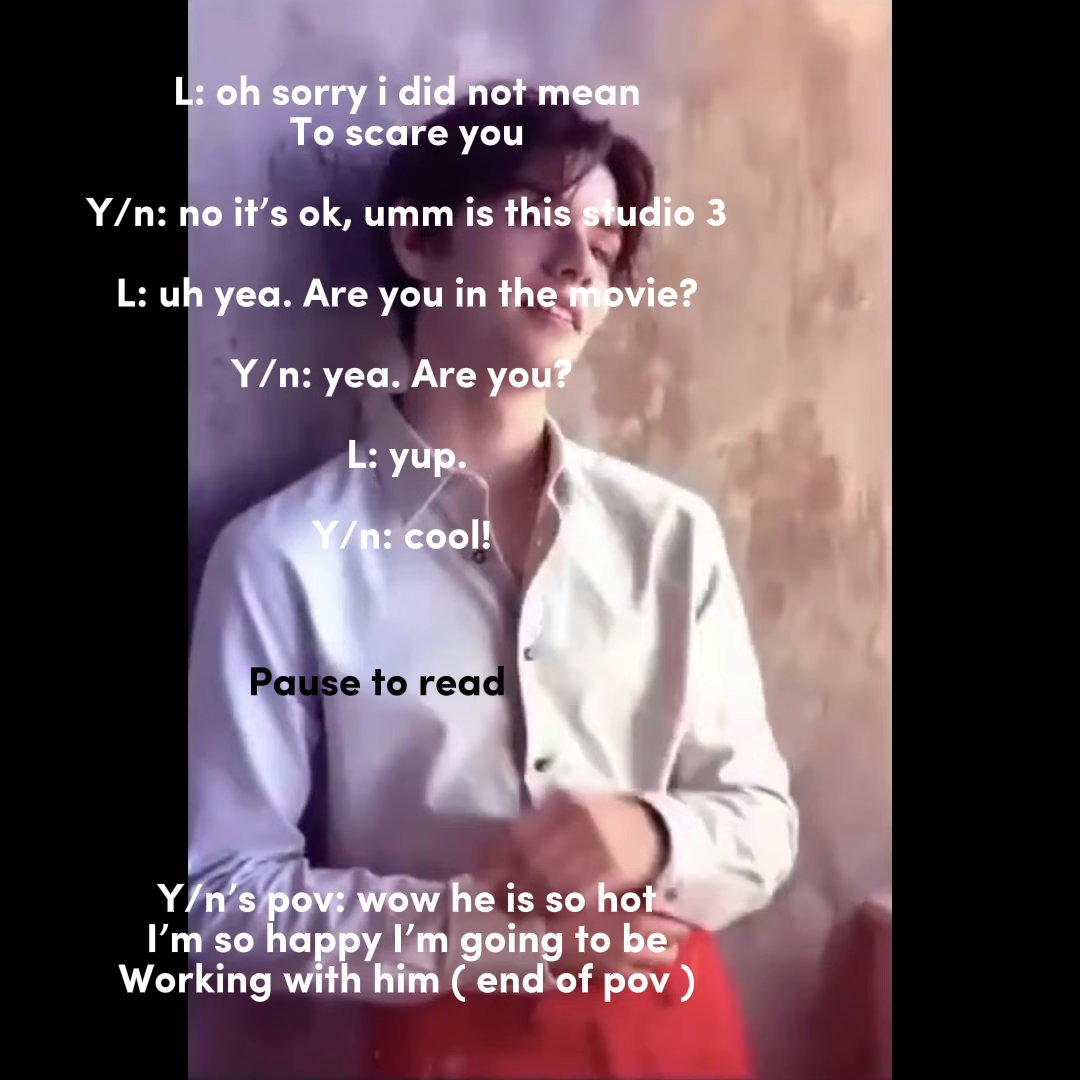 L: oh sorry i did not mean
To scare you
Y/n: no it’s ok, umm is this studio 3
L: uh yea. Are you in the movie?
Y/n: yea. Are you?
L: yup.
Y/n: cool!
Pause to read
Y/n’s pov: wow he is so hot
I’m so happy I’m going to be
Working with him ( end of pov )